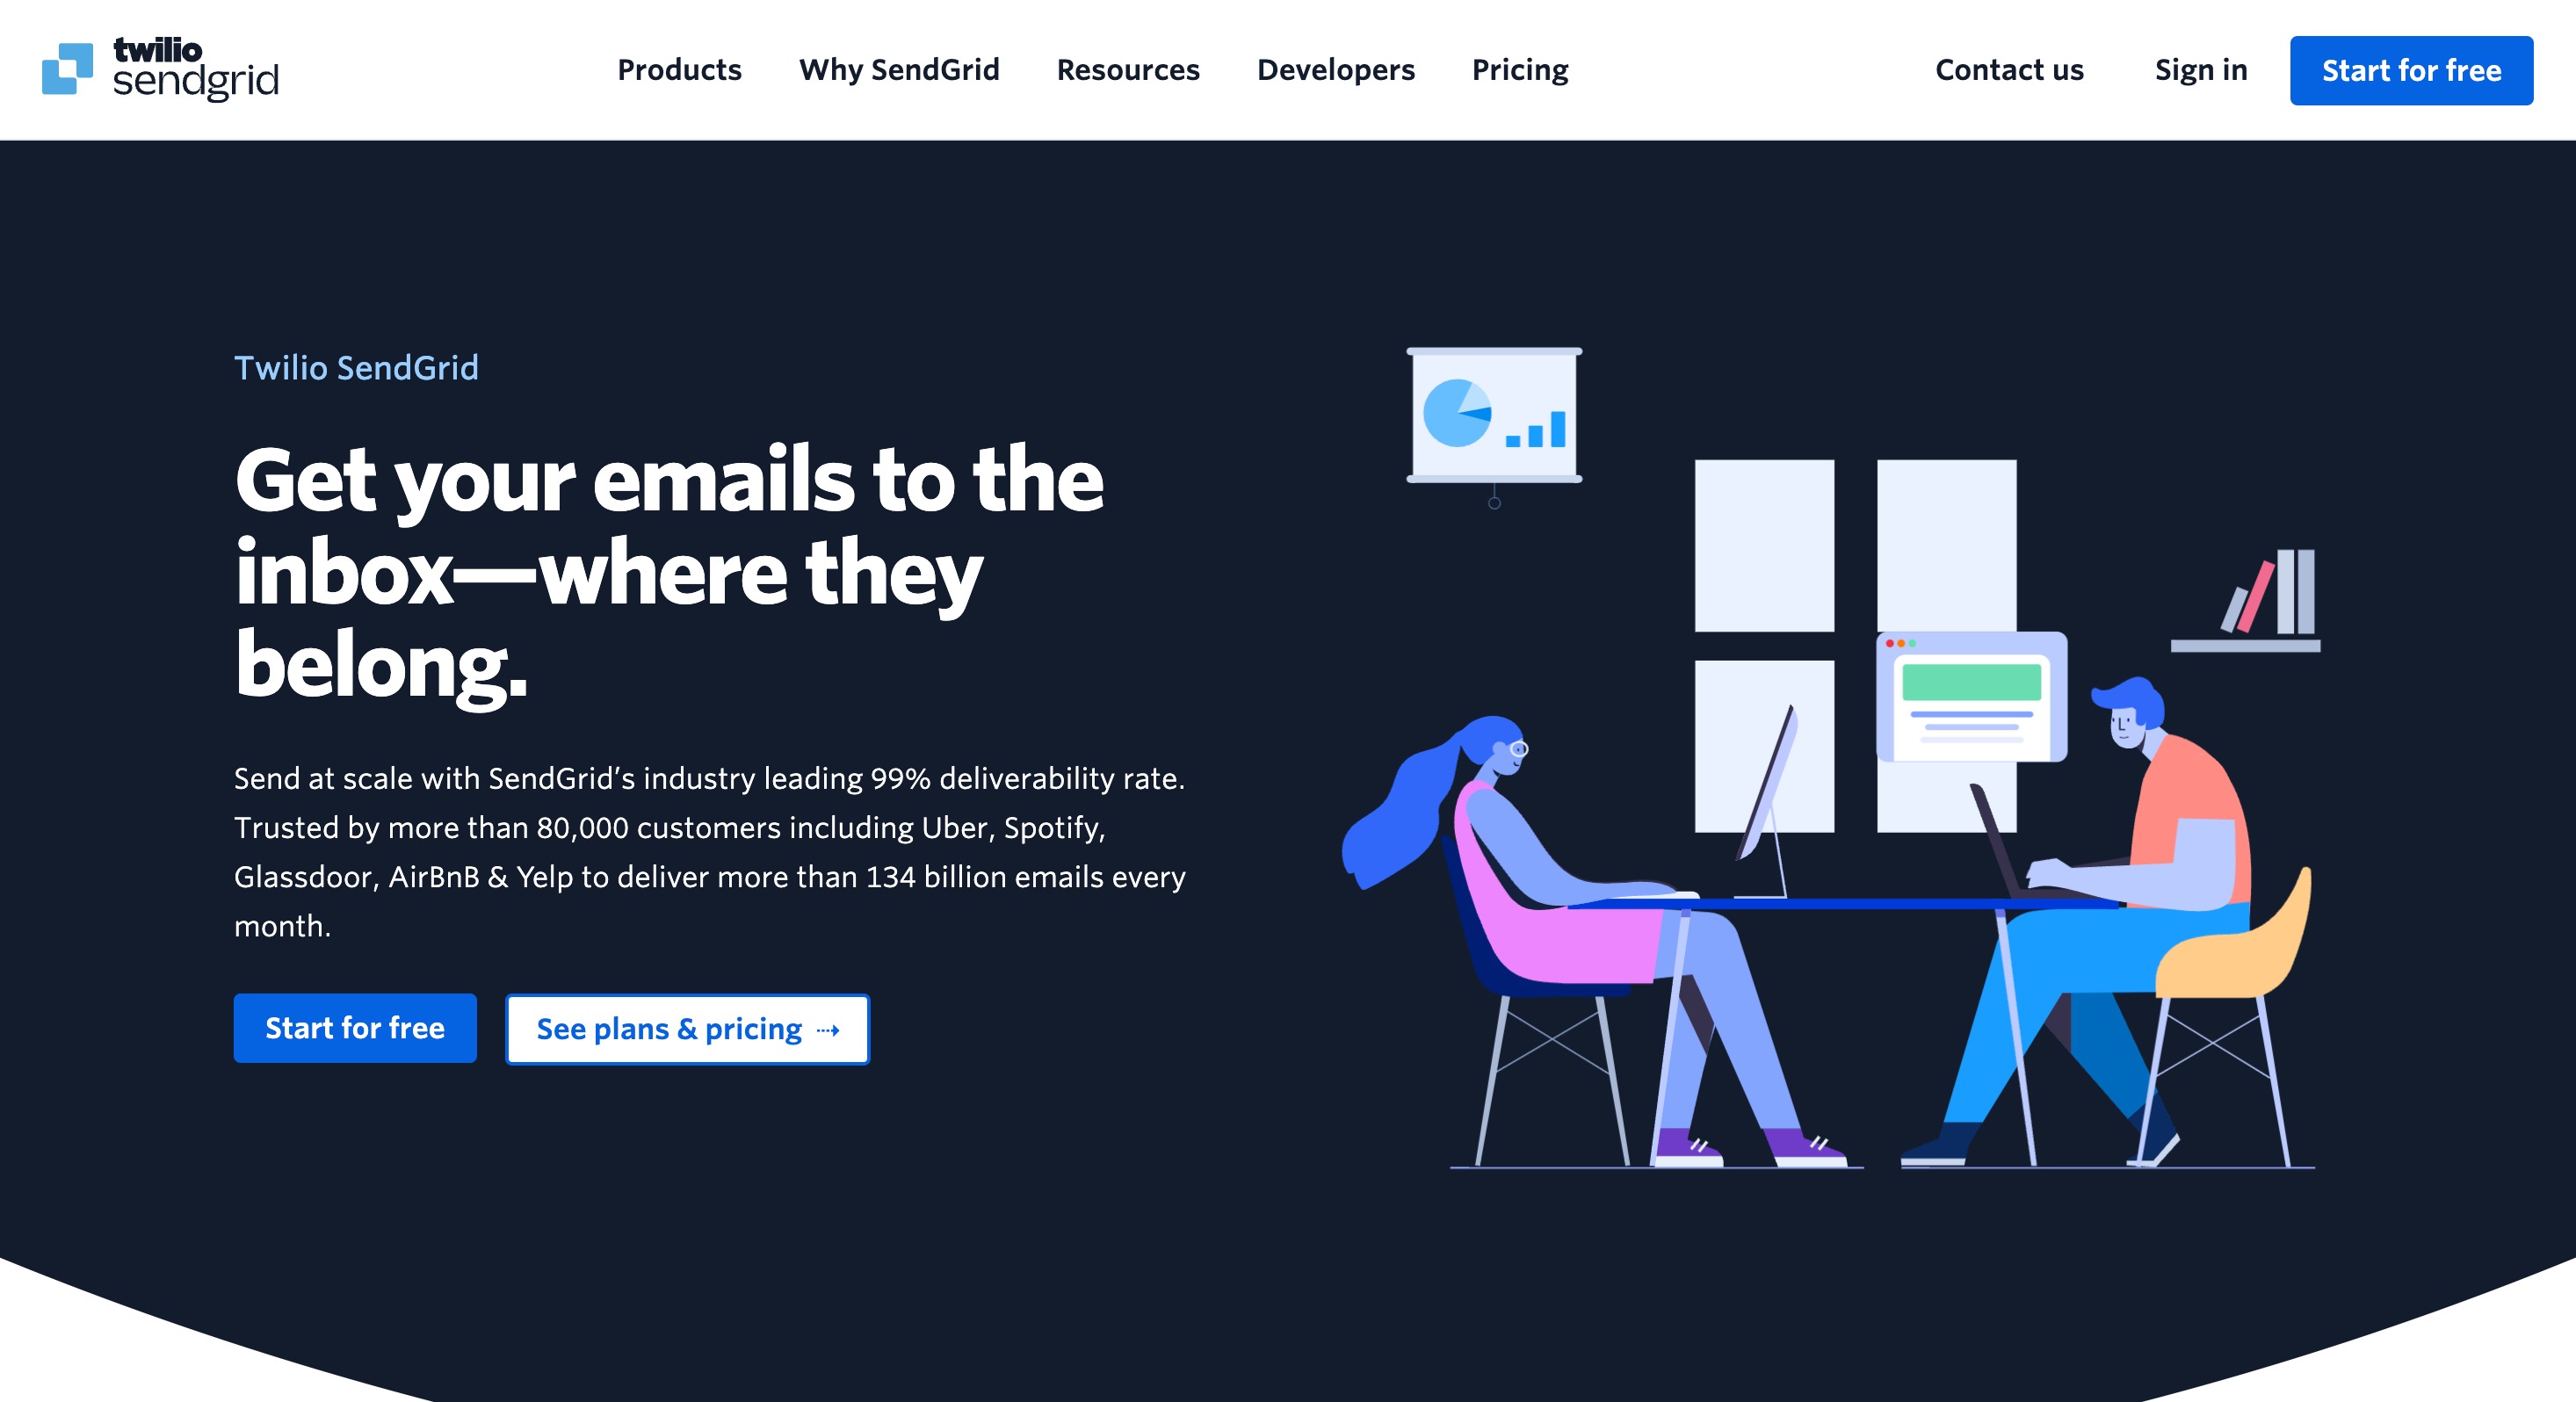 twilio
sendgrid
Products
Why SendGrid
Resources
Developers
Pricing
Contact us
Sign in
Start for free
Twilio SendGrid
Get your emails to the
inbox—where they
belong.
Send at scale with SendGrid’s industry leading 99% deliverability rate.
Trusted by more than 80,000 customers including Uber, Spotify,
Glassdoor, AirBnB & Yelp to deliver more than 134 billion emails every
month.
Start for free
See plans & pricing